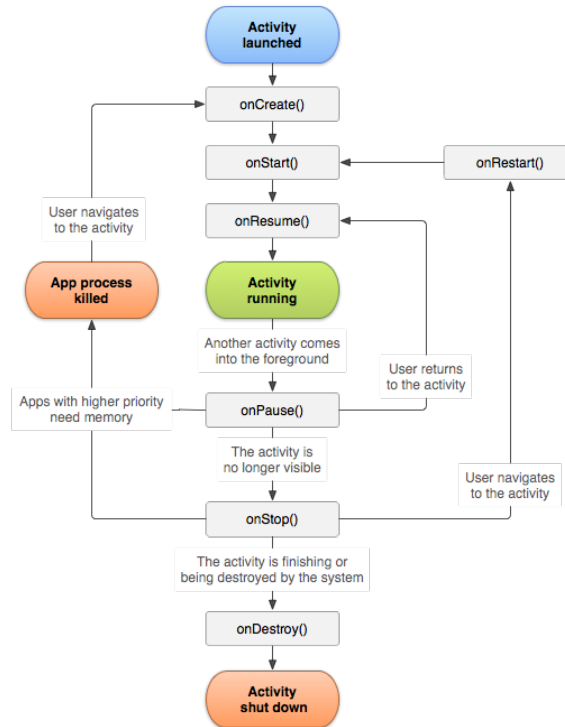 Activity
launched
onCreate()
onStart()
onRestart()
onResume()
User navigates
to the activity
App process
killed
Activity
running
Another activity comes
into the foreground
User returns
to the activity
Apps with higher priority
need memory
onPause()
The activity is
no longer visible
User navigates
to the activity
onStop()
The activity is finishing or
being destroyed by the system
onDestroy()
Activity
shut down